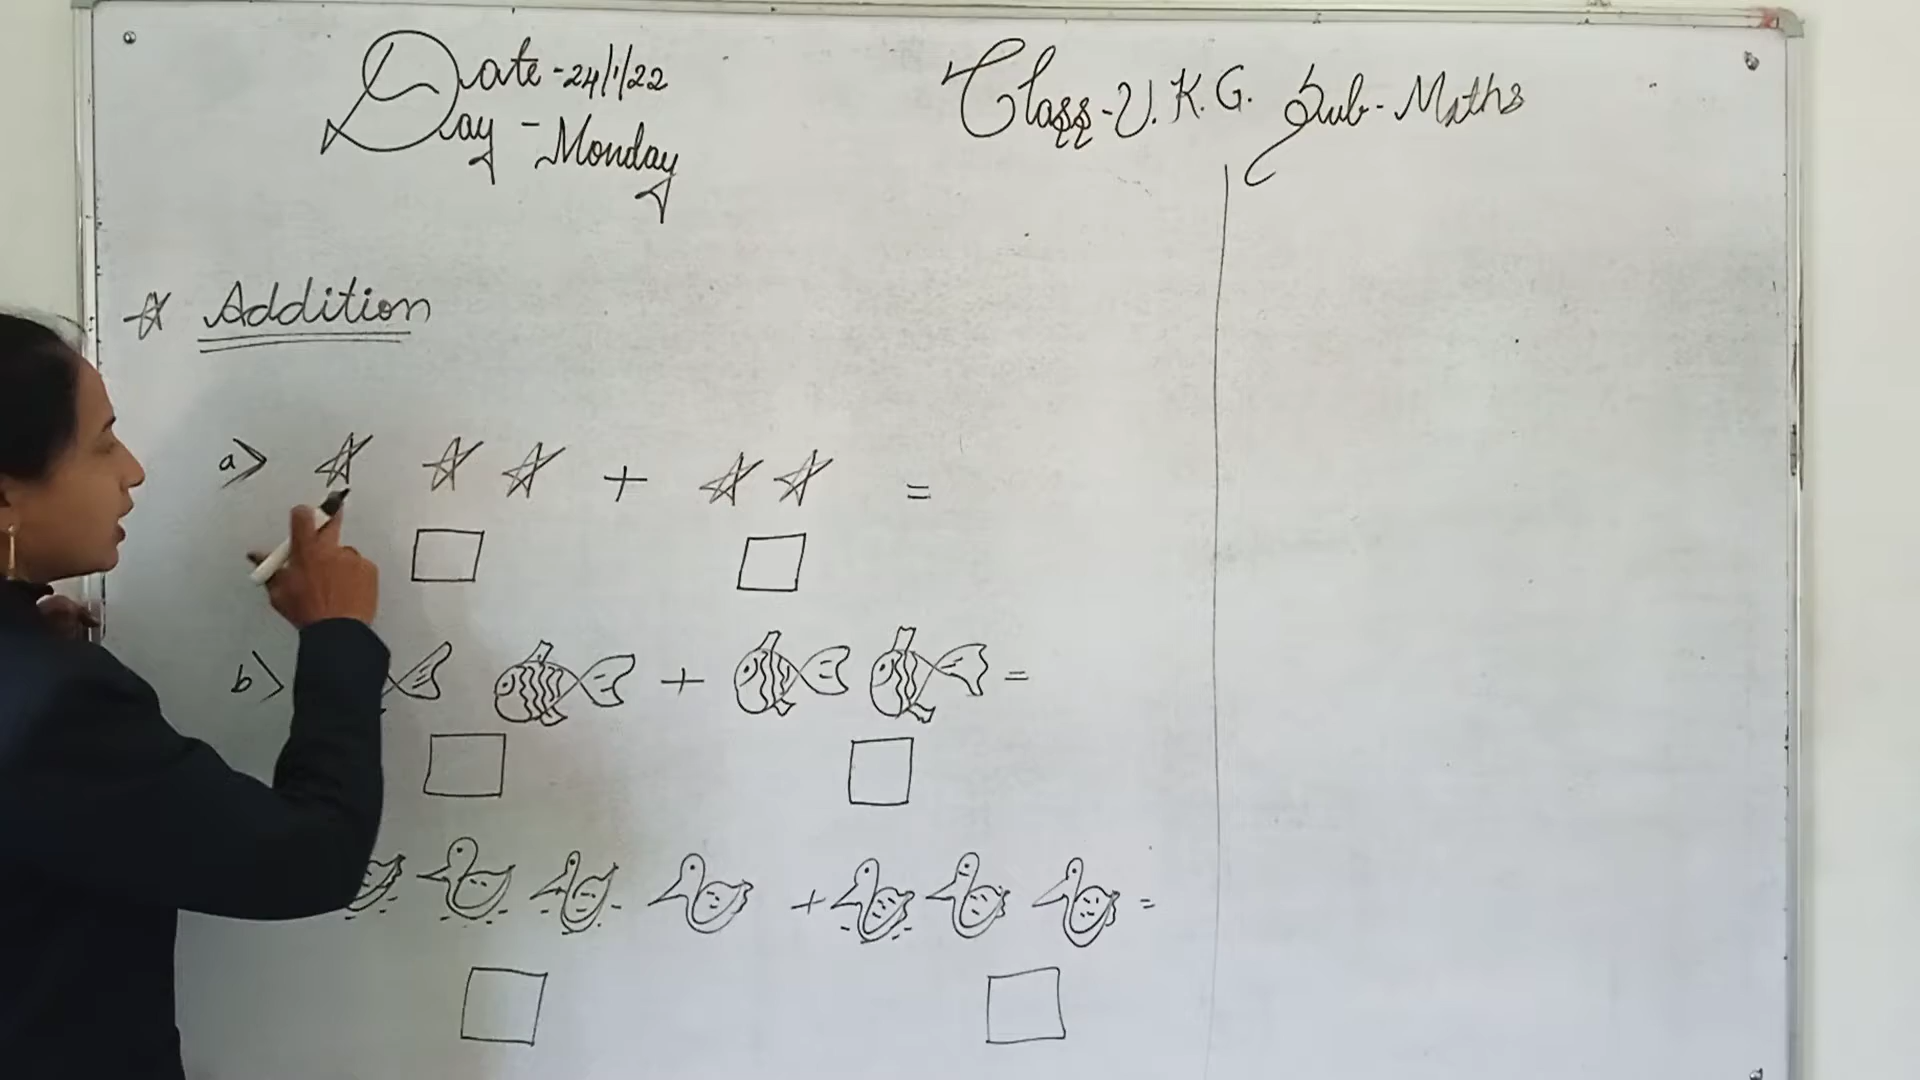 Date - 24/1/22
Class - U.K.G. Sub - Maths
Day - Monday
Addition
a> + =
b> + =
+ =